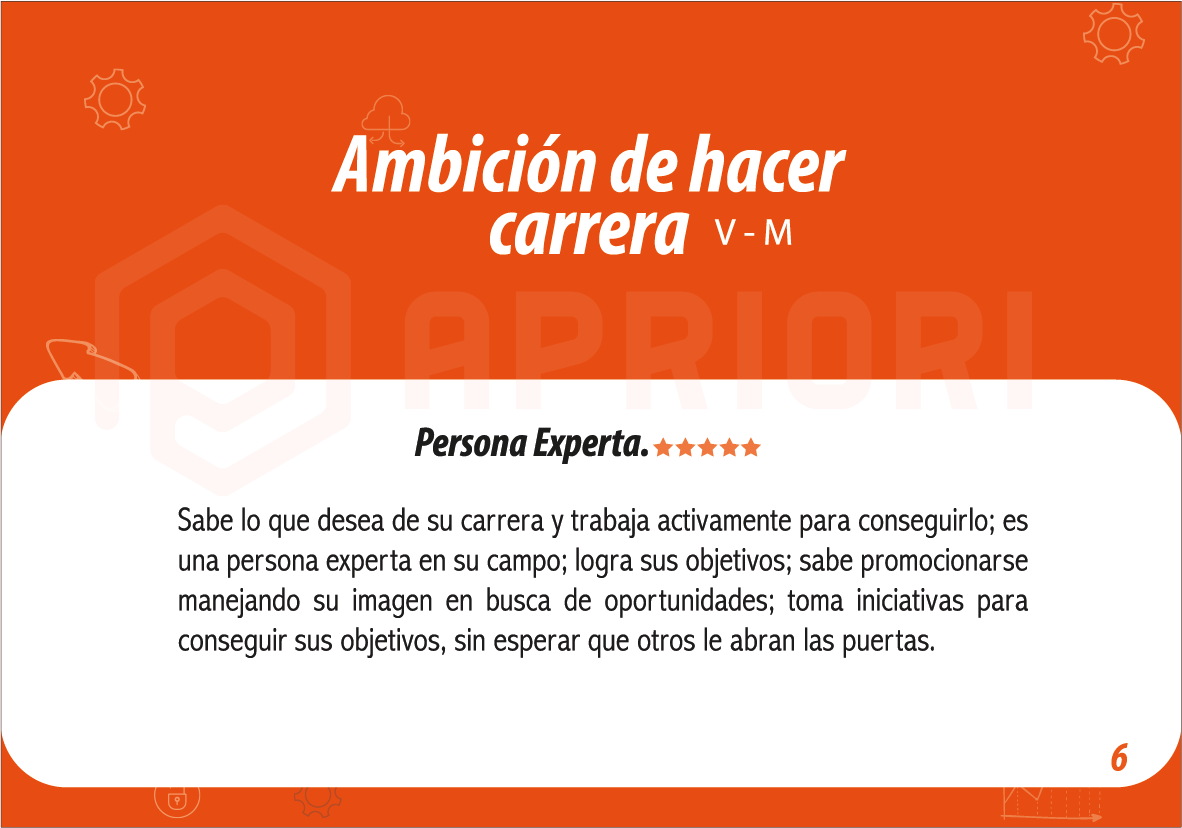 Ambición de hacer
carrera V - M
APRIORI
Persona Experta.
Sabe lo que desea de su carrera y trabaja activamente para conseguirlo; es
una persona experta en su campo; logra sus objetivos; sabe promocionarse
manejando su imagen en busca de oportunidades; toma iniciativas para
conseguir sus objetivos, sin esperar que otros le abran las puertas.
6